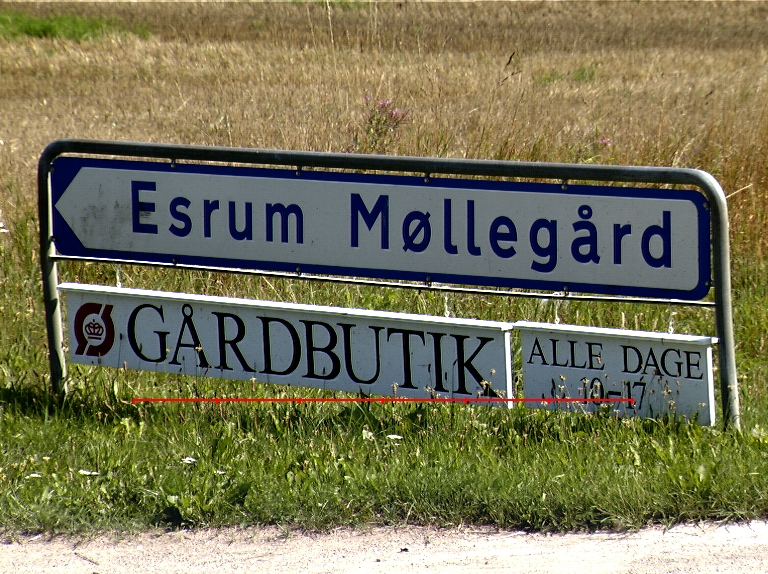 Esrum Møllegård
GÅRDBUTIK
ALLE DAGE
10-17